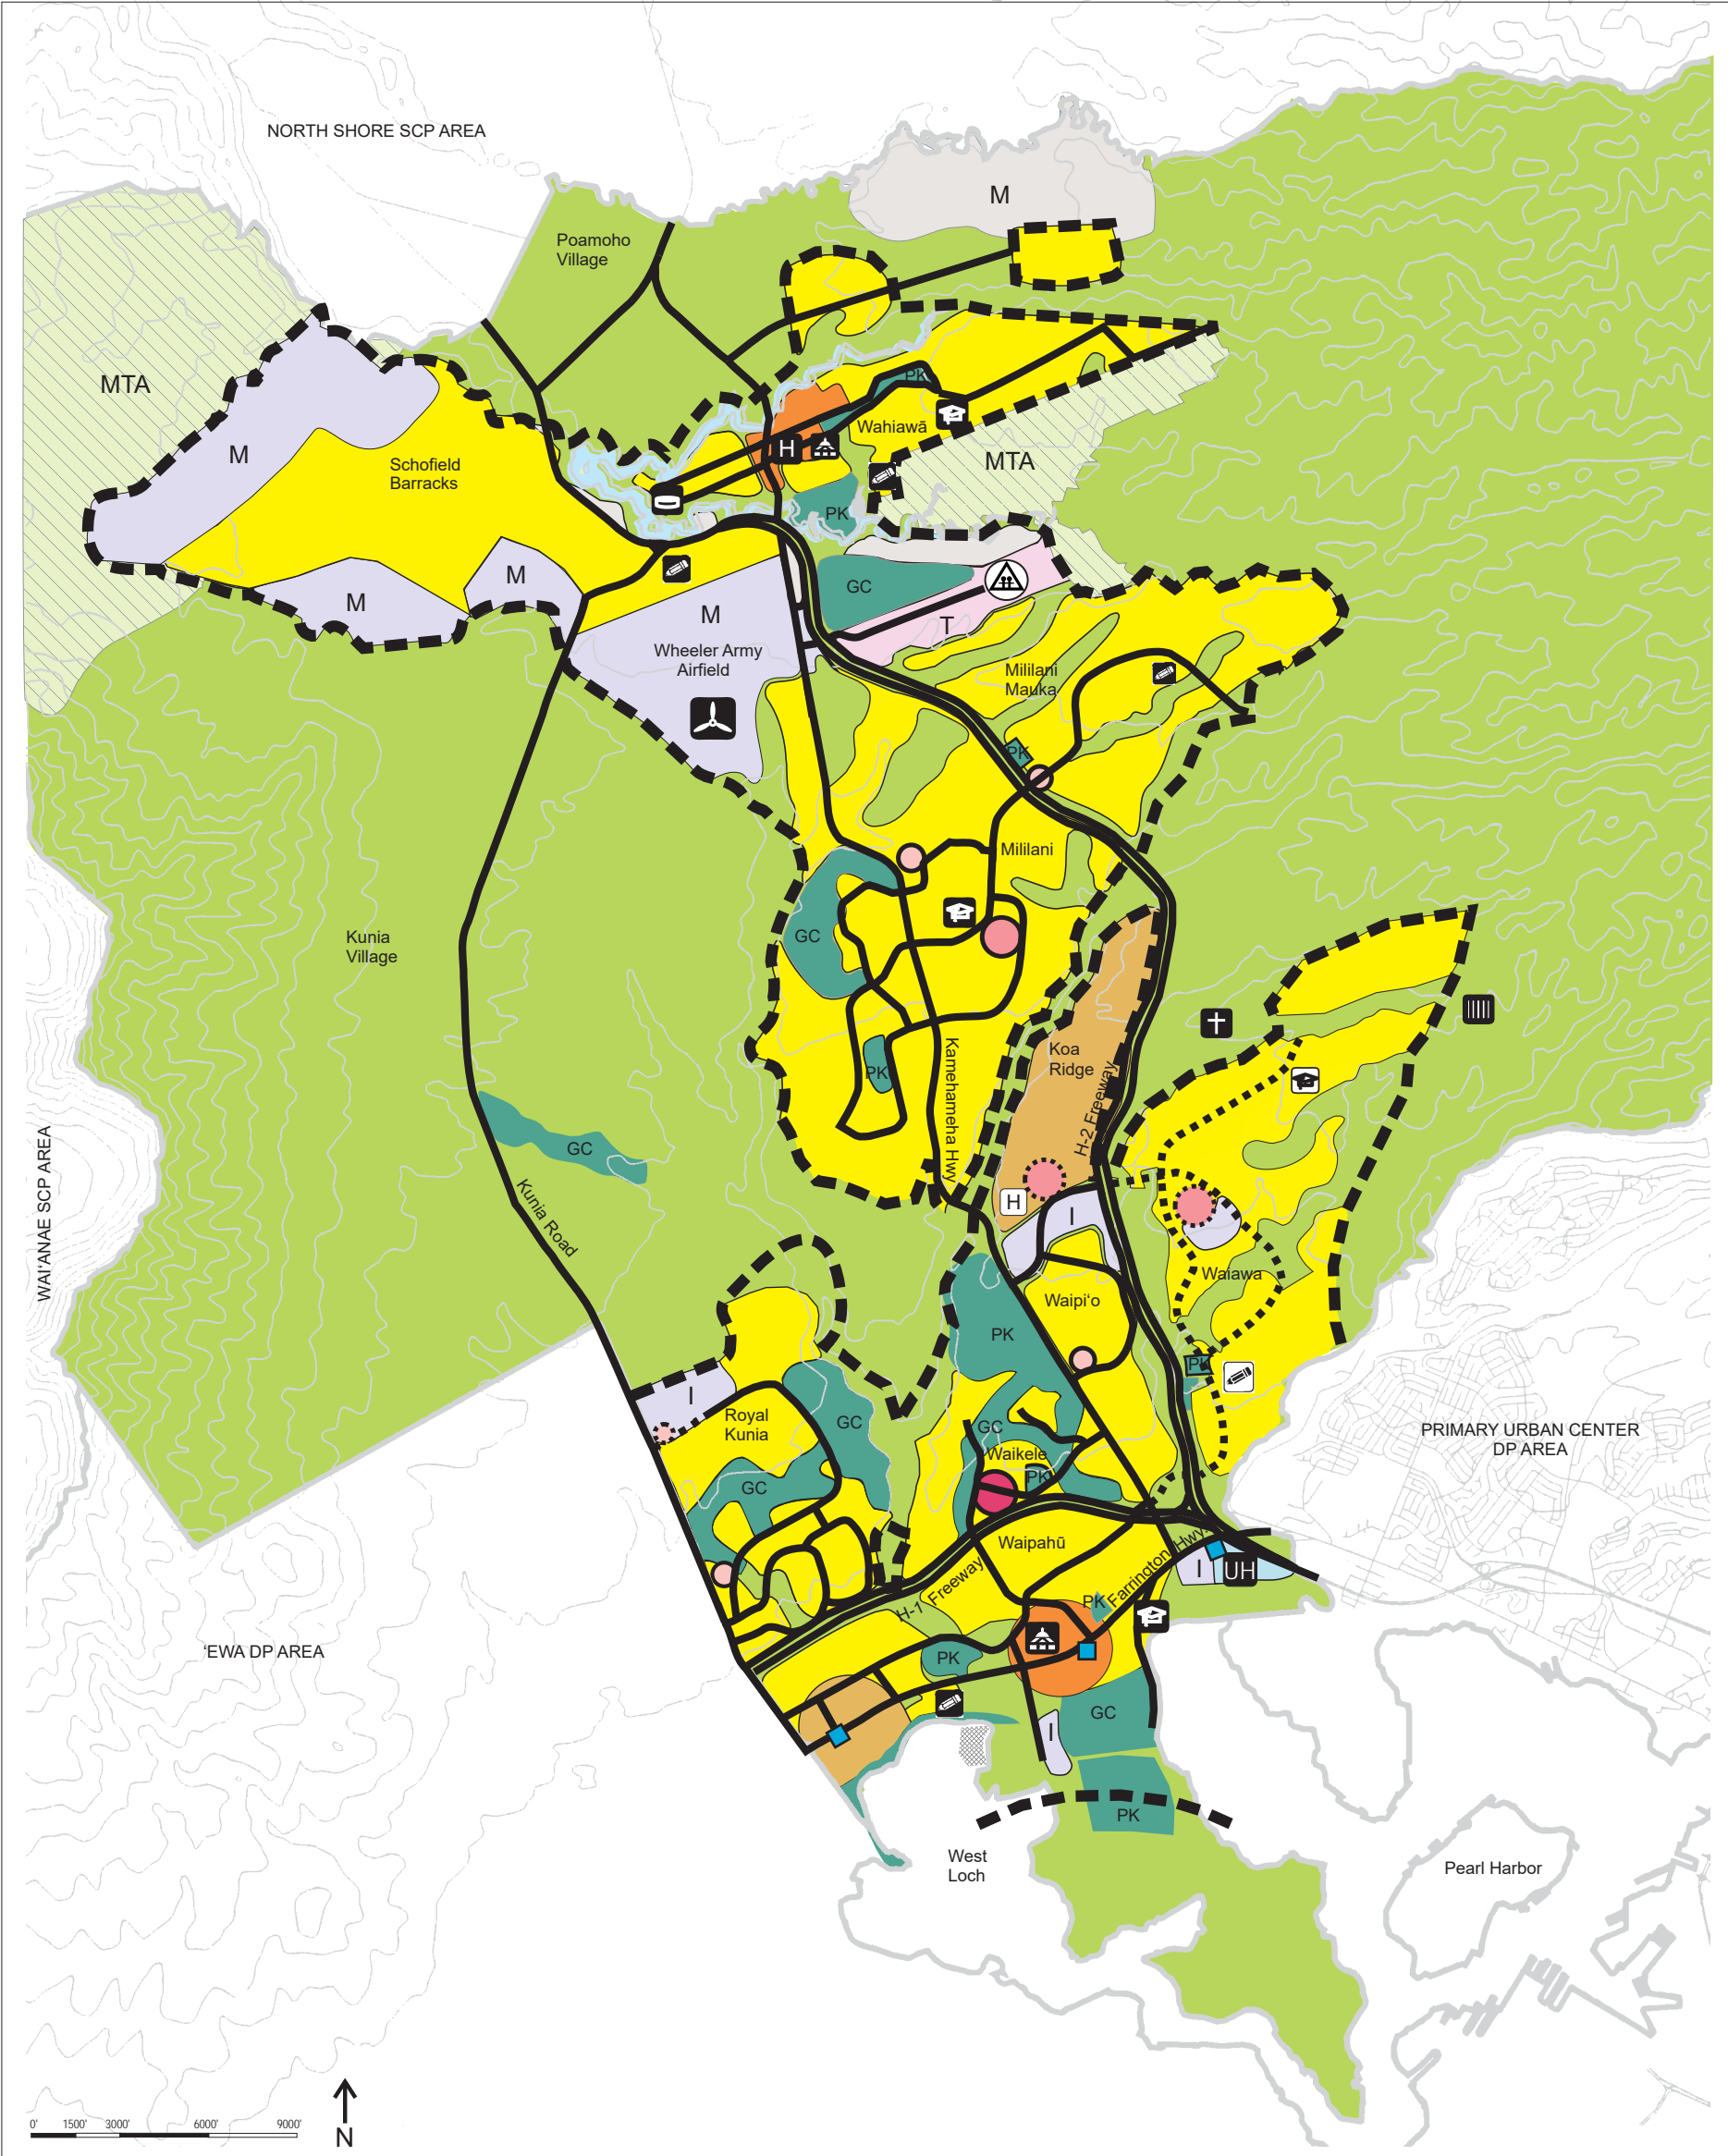 NORTH SHORE SCP AREA
M
Poamoho
Village
MTA
PK
Wahiawā
M
Schofield
Barracks
H
MTA
PK
M
GC
M
M
T
Wheeler Army
Airfield
Mililani
Mauka
PK
Mililani
GC
Kunia
Village
Koa
Ridge
PK
Kamehameha Hwy
H-2 Freeway
GC
WAI‘ANAE SCP AREA
Kunia Road
H
I
Waiawa
Waipi‘o
PK
PK
I
Royal
Kunia
GC
GC
PRIMARY URBAN CENTER
DP AREA
Waikele
PK
GC
Waipahū
Farrington Hwy.
I
UH
H-1 Freeway
PK
‘EWA DP AREA
PK
GC
I
PK
West
Loch
Pearl Harbor
0'
1500'
3000'
6000'
9000'
N